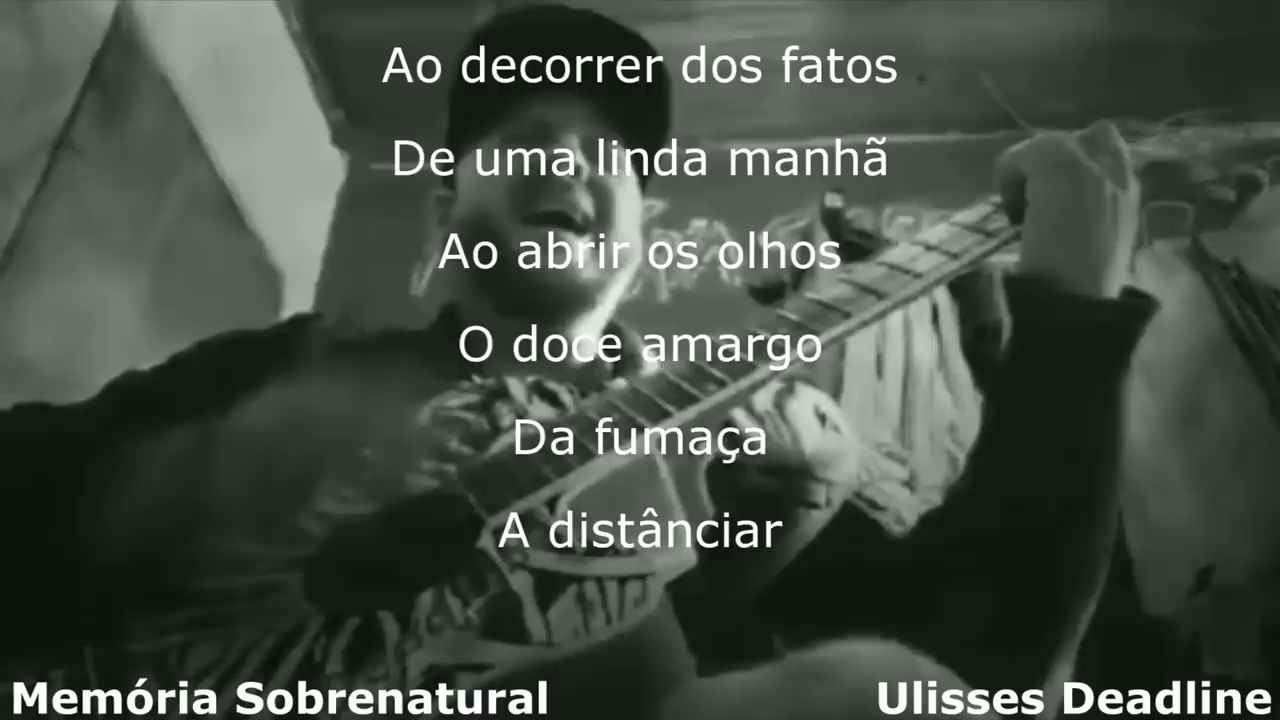 Ao decorrer dos fatos
De uma linda manhã
Ao abrir os olhos
O doce amargo
Da fumaça
A distânciar
Memória Sobrenatural
Ulisses Deadline